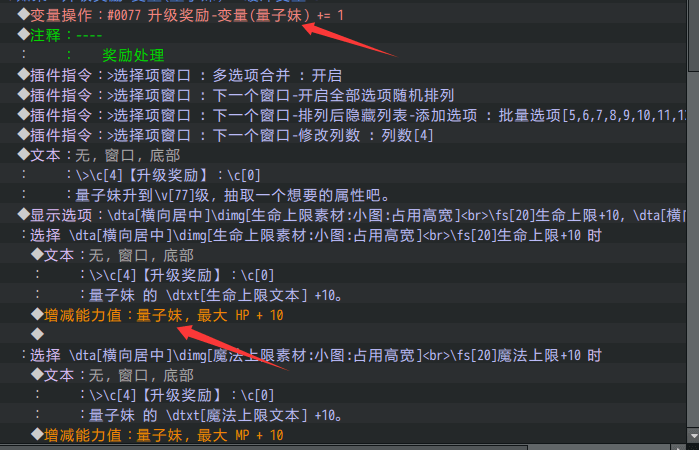 ◆变量操作：#0077 升级奖励-变量(量子妹) += 1
◆注释：----
：　　：　　奖励处理
◆插件指令：>选择项窗口 : 多选项合并 : 开启
◆插件指令：>选择项窗口 : 下一个窗口-开启全部选项随机排列
◆插件指令：>选择项窗口 : 下一个窗口-排列后隐藏列表-添加选项 : 批量选项[5,6,7,8,9,10,11,1
◆插件指令：>选择项窗口 : 下一个窗口-修改列数 : 列数[4]
◆文本：无, 窗口, 底部
：　　：\>\c[4]【升级奖励】:\c[0]
：　　：量子妹升到\v[77]级，抽取一个想要的属性吧。
◆显示选项：\dta[横向居中]\dimg[生命上限素材:小图:占用高宽]<br>\fs[20]生命上限+10, \dta[横
：选择 \dta[横向居中]\dimg[生命上限素材:小图:占用高宽]<br>\fs[20]生命上限+10 时
◆文本：无, 窗口, 底部
：　　：\>\c[4]【升级奖励】:\c[0]
：　　：量子妹 的 \dtxt[生命上限文本] +10。
◆增减能力值：量子妹, 最大 HP + 10
◆
：选择 \dta[横向居中]\dimg[魔法上限素材:小图:占用高宽]<br>\fs[20]魔法上限+10 时
◆文本：无, 窗口, 底部
：　　：\>\c[4]【升级奖励】:\c[0]
：　　：量子妹 的 \dtxt[魔法上限文本] +10。
◆增减能力值：量子妹, 最大 MP + 10